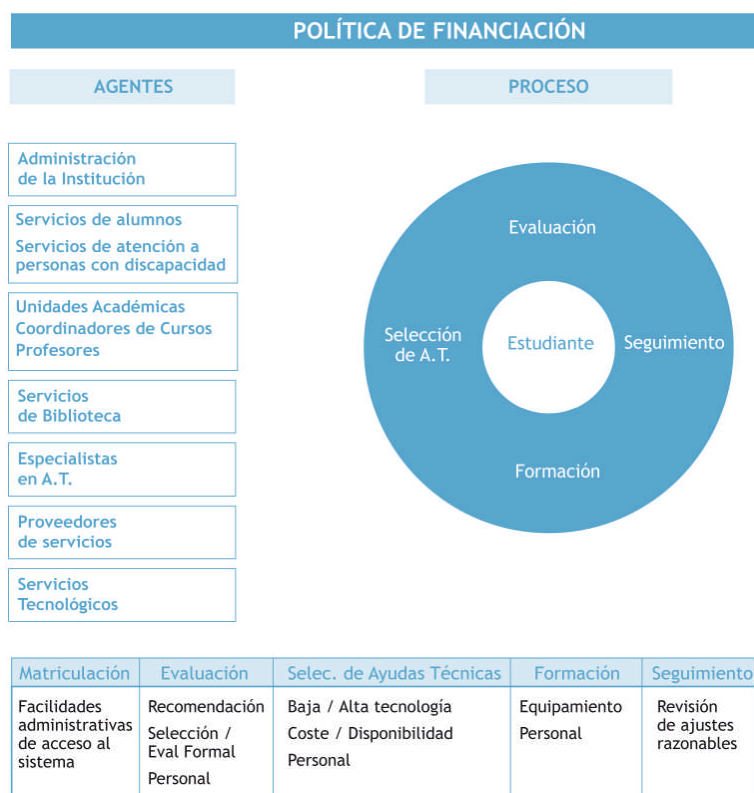 POLÍTICA DE FINANCIACIÓN
AGENTES
PROCESO
Administración
de la Institución
Servicios de alumnos
Servicios de atención a
personas con discapacidad
Unidades Académicas
Coordinadores de Cursos
Profesores
Servicios
de Biblioteca
Especialistas
en A.T.
Proveedores
de servicios
Servicios
Tecnológicos
Evaluación
Selección
de A.T.
Estudiante
Seguimiento
Formación
Matriculación
Facilidades
administrativas
de acceso al
sistema
Evaluación
Recomendación
Selección /
Eval Formal
Personal
Selec. de Ayudas Técnicas
Baja / Alta tecnología
Coste / Disponibilidad
Personal
Formación
Equipamiento
Personal
Seguimiento
Revisión
de ajustes
razonables